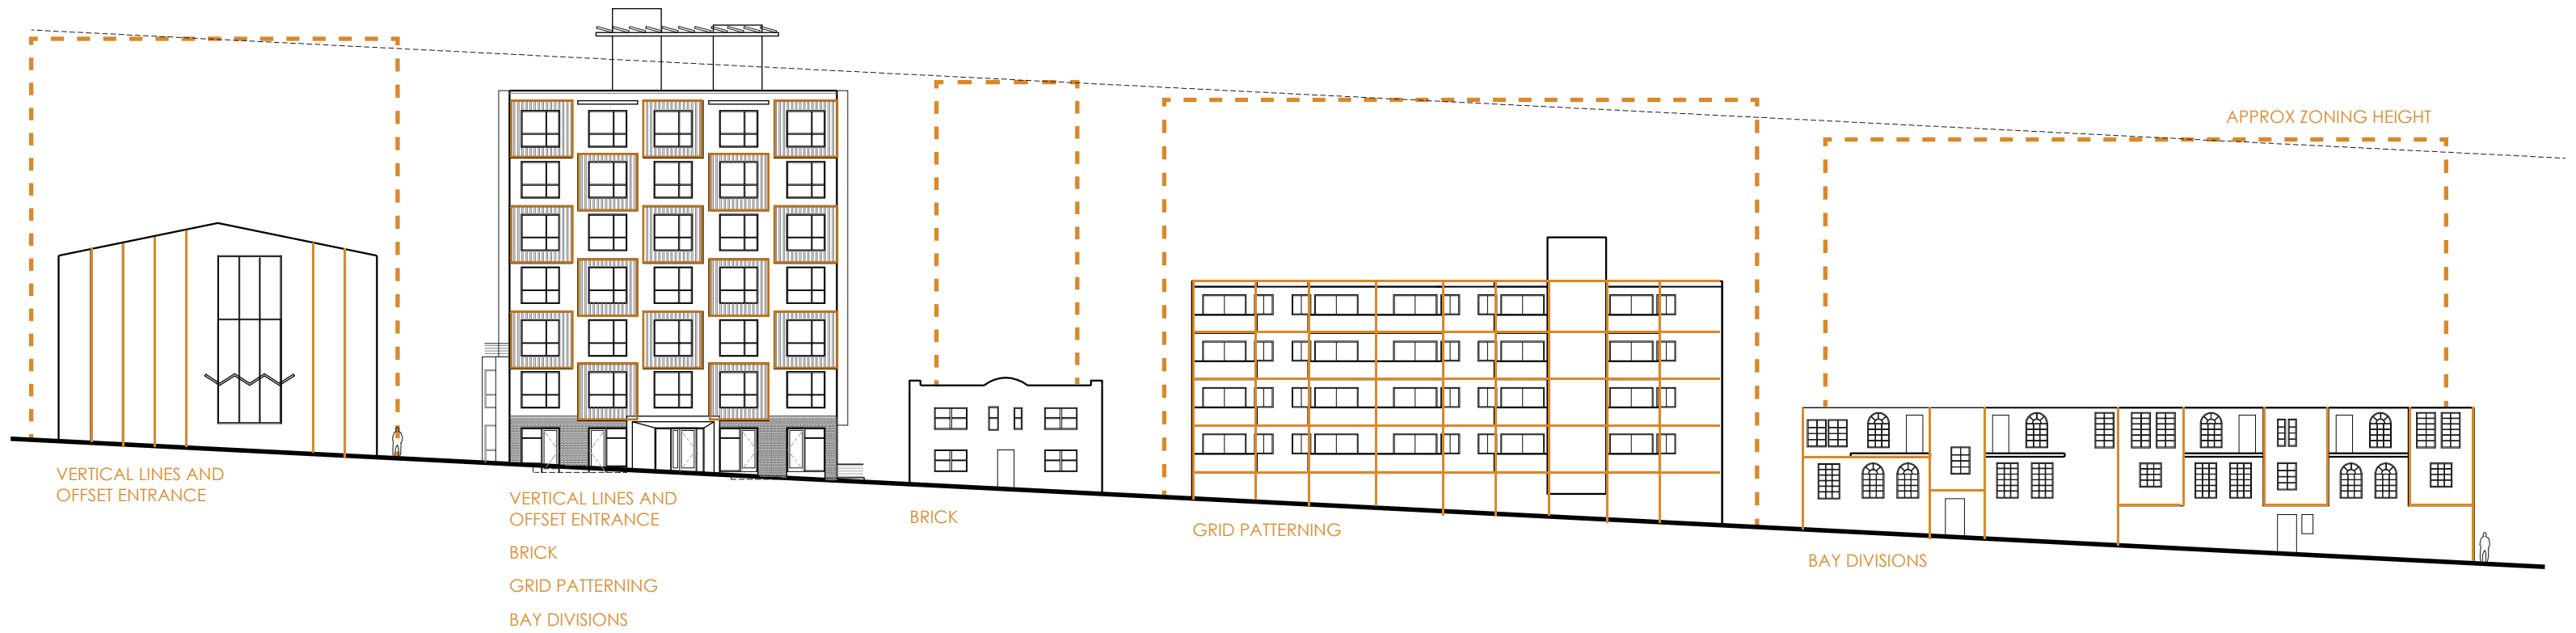 APPROX ZONING HEIGHT
VERTICAL LINES AND
OFFSET ENTRANCE
VERTICAL LINES AND
OFFSET ENTRANCE
BRICK
GRID PATTERNING
BAY DIVISIONS
BRICK
GRID PATTERNING
BAY DIVISIONS